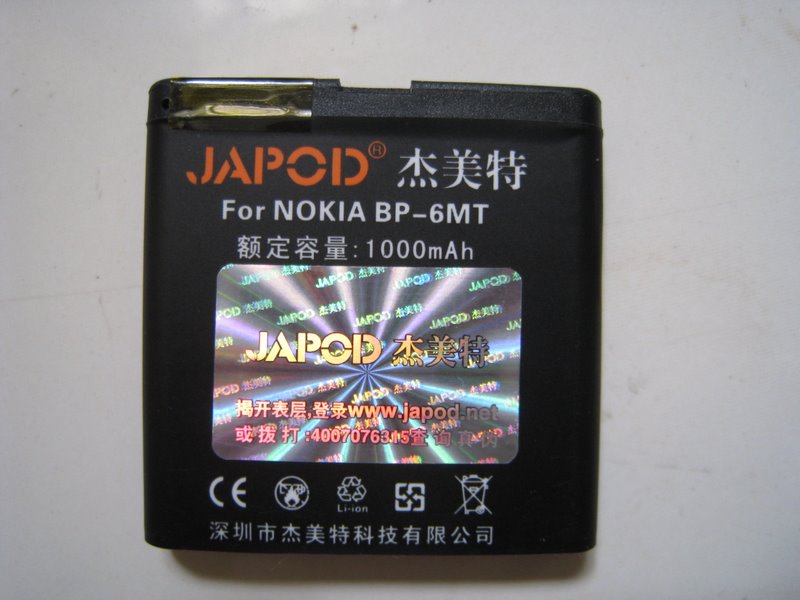 JAPOD® 杰美特
For NOKIA BP-6MT
额定容量:1000mAh
JAPOD 杰美特
揭开表层,登录www.japod.net
或拨打:4007076315查询真伪
CE
Li-ion
深圳市杰美特科技有限公司